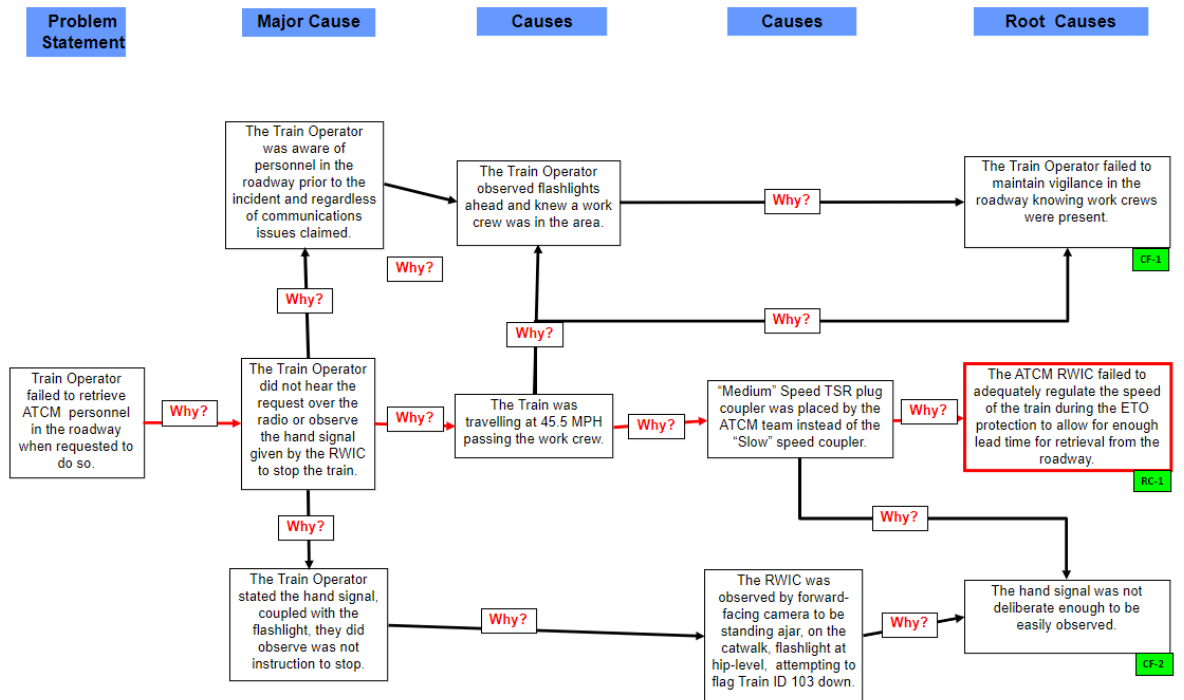 Problem
Statement
Major Cause
Causes
Causes
Root Causes
The Train Operator
was aware of
personnel in the
roadway prior to the
incident and regardless
of communications
issues claimed.
The Train Operator
observed flashlights
ahead and knew a work
crew was in the area.
Why?
The Train Operator failed to
maintain vigilance in the
roadway knowing work crews
were present.
CF-1
Why?
Why?
Why?
Why?
Train Operator
failed to retrieve
ATCM personnel
in the roadway
when requested to
do so.
Why?
The Train Operator
did not hear the
request over the
radio or observe
the hand signal
given by the RWIC
to stop the train.
Why?
The Train was
travelling at 45.5 MPH
passing the work crew.
Why?
“Medium” Speed TSR plug
coupler was placed by the
ATCM team instead of the
“Slow” speed coupler.
Why?
The ATCM RWIC failed to
adequately regulate the speed
of the train during the ETO
protection to allow for enough
lead time for retrieval from the
roadway.
RC-1
Why?
Why?
The Train Operator
stated the hand signal,
coupled with the
flashlight, they did
observe was not
instruction to stop.
Why?
The RWIC was
observed by forward-
facing camera to be
standing ajar, on the
catwalk, flashlight at
hip-level, attempting to
flag Train ID 103 down.
Why?
The hand signal was not
deliberate enough to be
easily observed.
CF-2